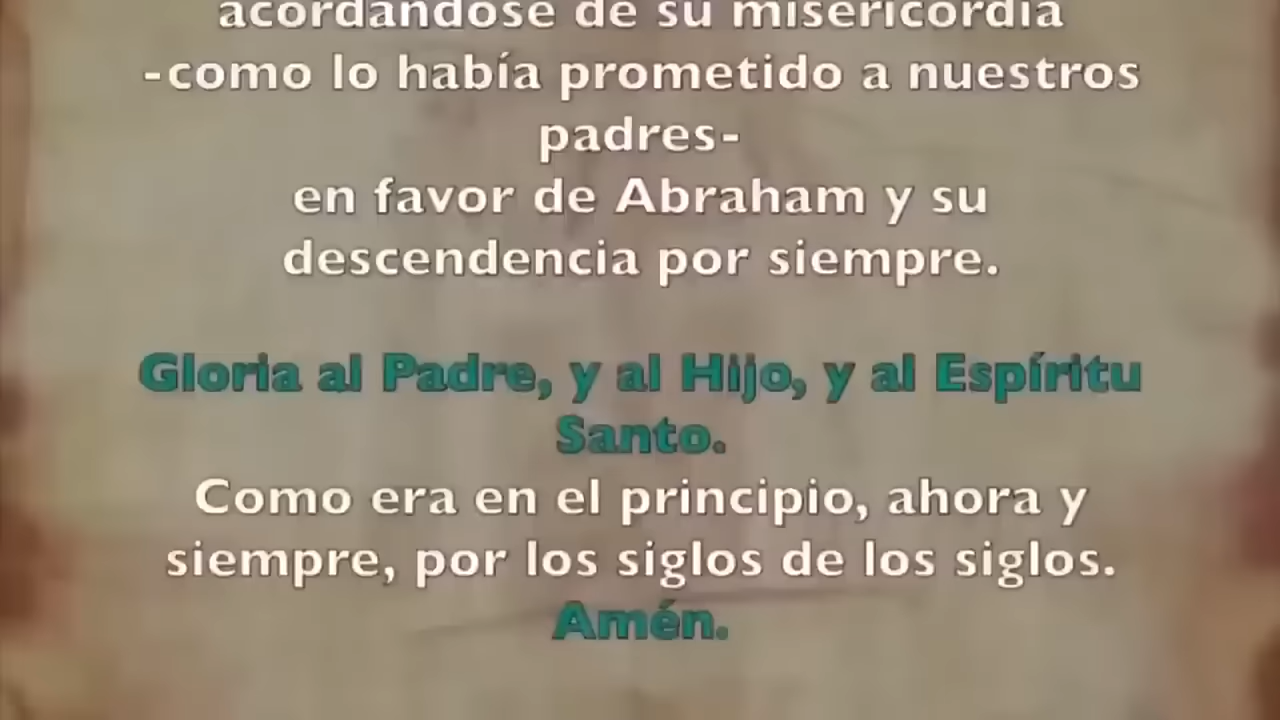 acordándose de su misericordia
-como lo había prometido a nuestros
padres-
en favor de Abraham y su
descendencia por siempre.
Gloria al Padre, y al Hijo, y al Espíritu
Santo.
Como era en el principio, ahora y
siempre, por los siglos de los siglos.
Amén.